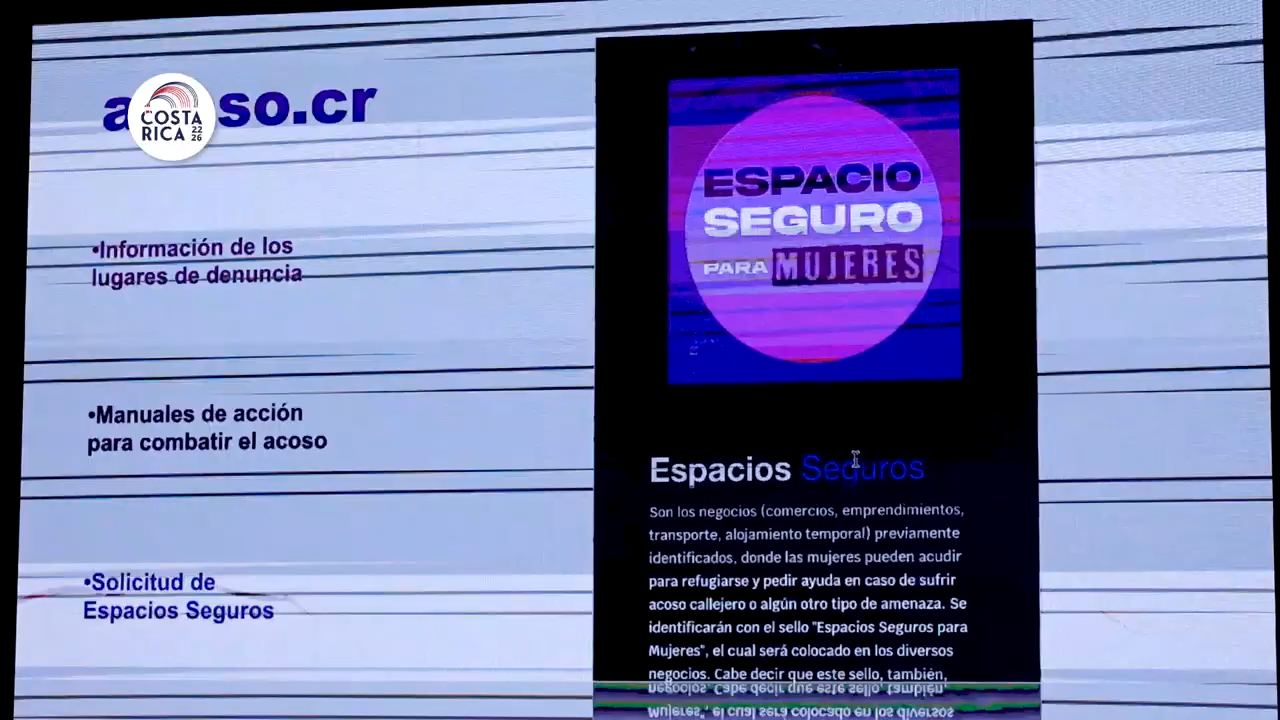 so.cr
COSTA
RICA 22
26
•Información de los
lugares de denuncia
•Manuales de acción
para combatir el acoso
•Solicitud de
Espacios Seguros
ESPACIO
SEGURO
PARA MUJERES
Espacios Seguros
Son los negocios (comercios, emprendimientos,
transporte, alojamiento temporal) previamente
identificados, donde las mujeres pueden acudir
para refugiarse y pedir ayuda en caso de sufrir
acoso callejero o algún otro tipo de amenaza. Se
identificarán con el sello "Espacios Seguros para
Mujeres", el cual será colocado en los diversos
negocios. Cabe decir que este sello, también,